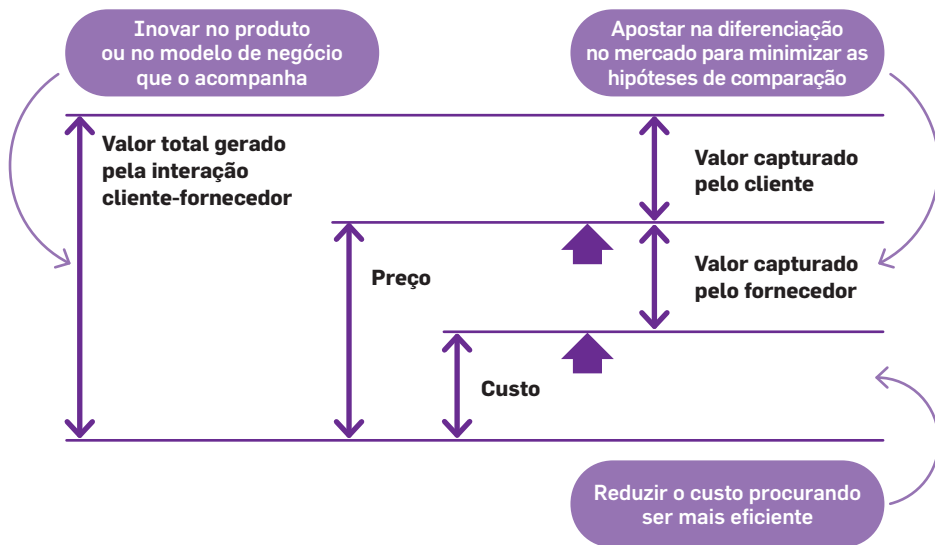 Inovar no produto
ou no modelo de negócio
que o acompanha
Apostar na diferenciação
no mercado para minimizar as
hipóteses de comparação
Valor total gerado
pela interação
cliente-fornecedor
Valor capturado
pelo cliente
Preço
Valor capturado
pelo fornecedor
Custo
Reduzir o custo procurando
ser mais eficiente